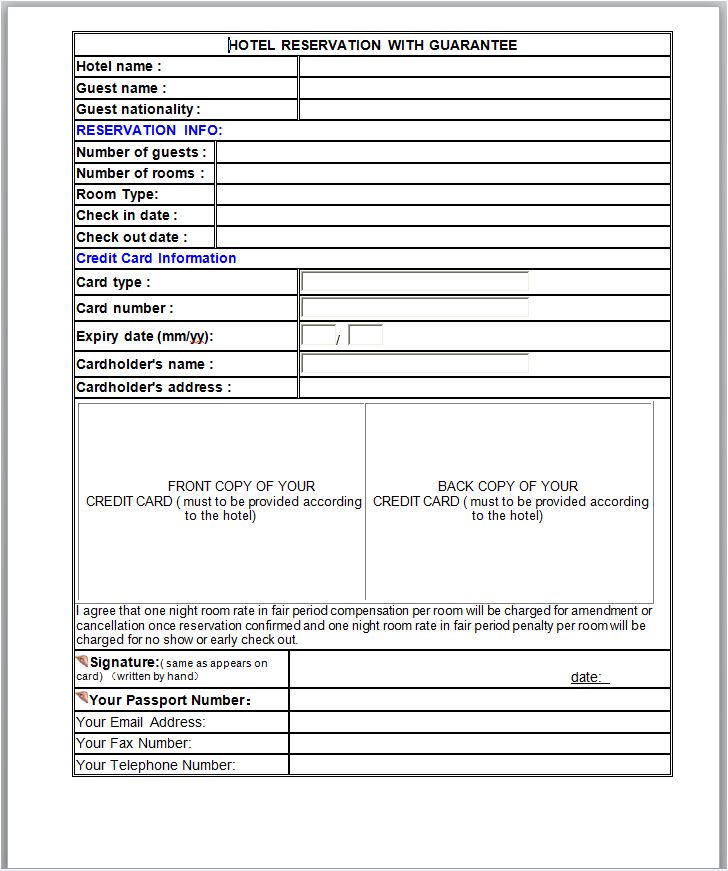 HOTEL RESERVATION WITH GUARANTEE
Hotel name :
Guest name :
Guest nationality :
RESERVATION INFO:
Number of guests :
Number of rooms :
Room Type:
Check in date :
Check out date :
Credit Card Information
Card type :
Card number :
Expiry date (mm/yy): /
Cardholder's name :
Cardholder's address :
FRONT COPY OF YOUR
CREDIT CARD ( must to be provided according
to the hotel)
BACK COPY OF YOUR
CREDIT CARD ( must to be provided according
to the hotel)
I agree that one night room rate in fair period compensation per room will be charged for amendment or
cancellation once reservation confirmed and one night room rate in fair period penalty per room will be
charged for no show or early check out.
Signature:( same as appears on
card) （written by hand） date:
Your Passport Number：
Your Email Address:
Your Fax Number:
Your Telephone Number: